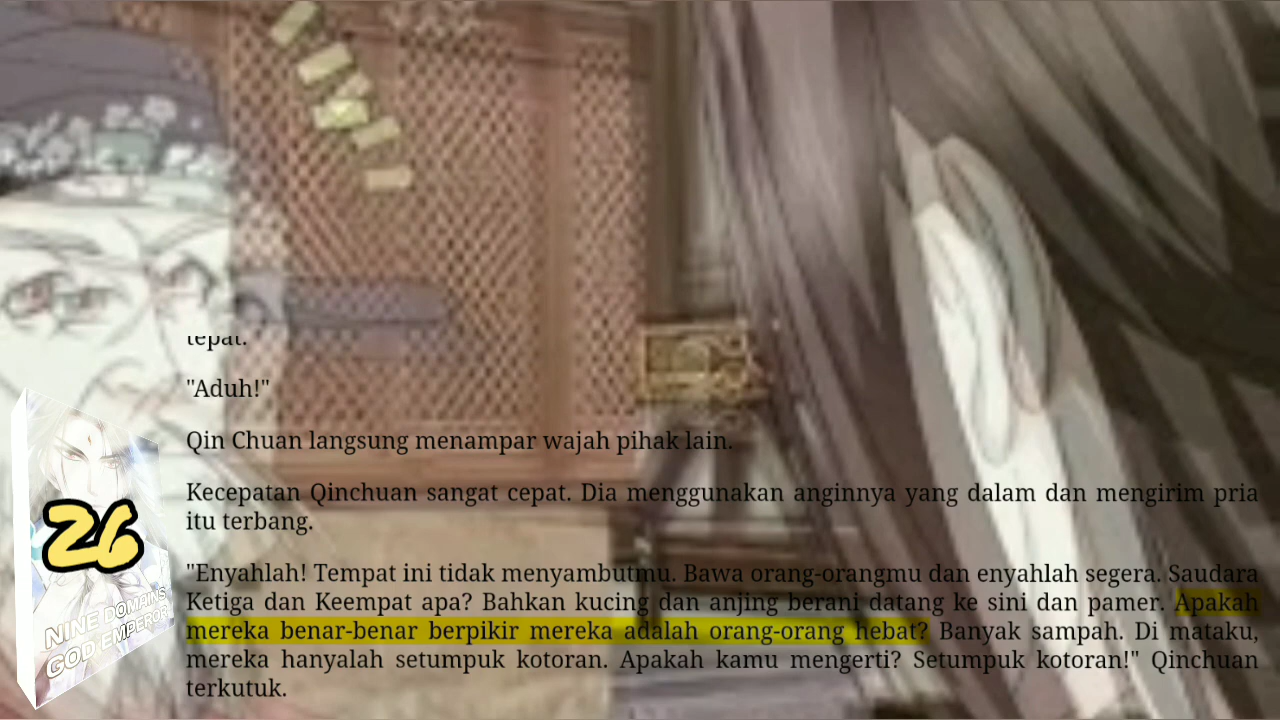 tepat.
"Aduh!"
Qin Chuan langsung menampar wajah pihak lain.
Kecepatan Qinchuan sangat cepat. Dia menggunakan anginnya yang dalam dan mengirim pria
itu terbang.
"Enyahlah! Tempat ini tidak menyambutmu. Bawa orang-orangmu dan enyahlah segera. Saudara
Ketiga dan Keempat apa? Bahkan kucing dan anjing berani datang ke sini dan pamer. Apakah
mereka benar-benar berpikir mereka adalah orang-orang hebat? Banyak sampah. Di mataku,
mereka hanyalah setumpuk kotoran. Apakah kamu mengerti? Setumpuk kotoran!" Qinchuan
terkutuk.
26
NINE DOMAINS
GOD EMPEROR